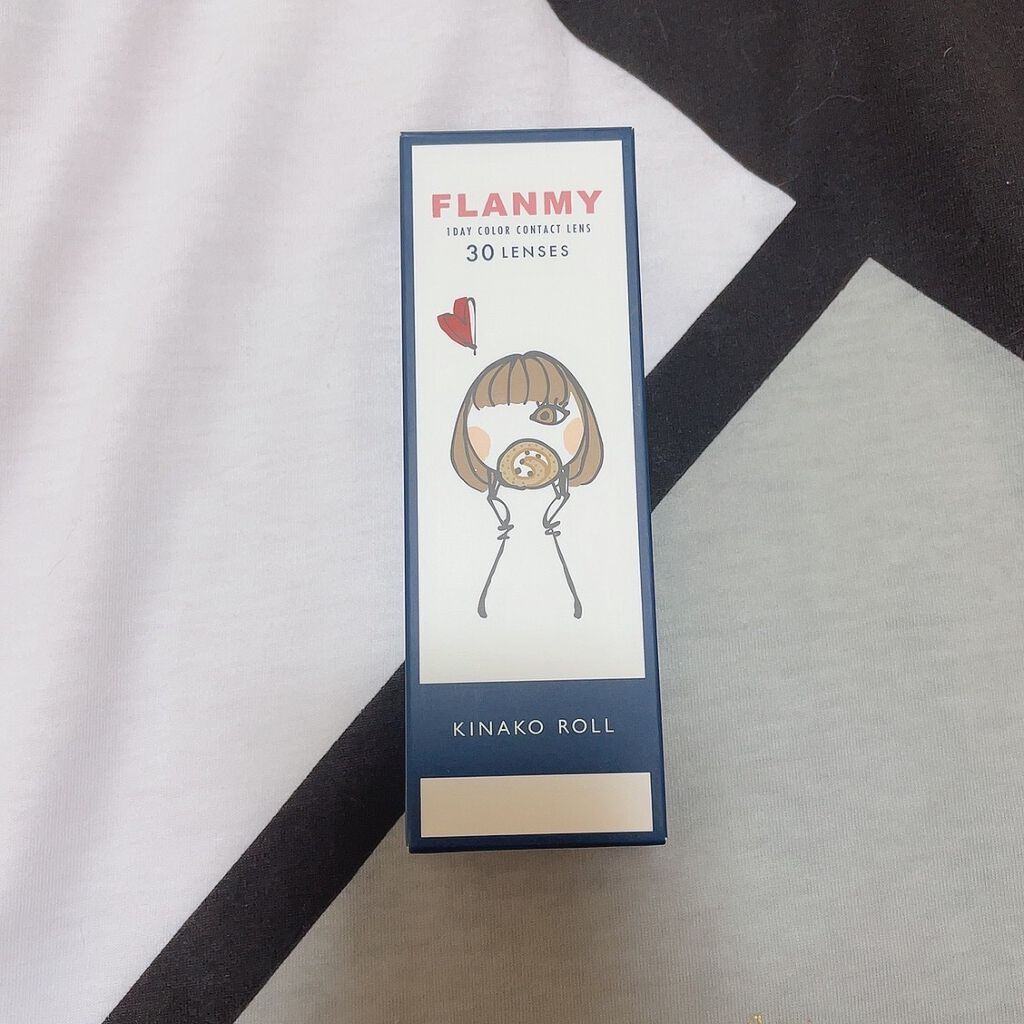 FLANMY
1DAY COLOR CONTACT LENS
30 LENSES
KINAKO ROLL